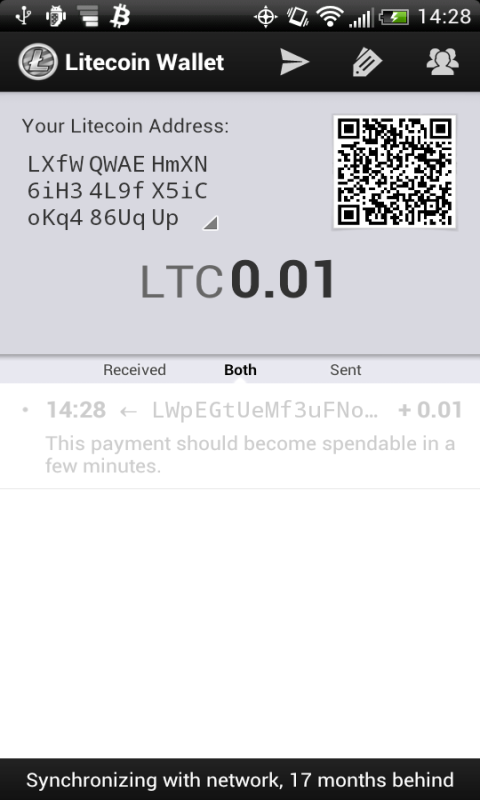 14:28
Litecoin Wallet
Your Litecoin Address:
LXfW QWAE HmXN
6iH3 4L9f X5iC
oKq4 86Uq Up
LTC 0.01
Received Both Sent
• 14:28 ← LWpEGtUeMf3uFNo… + 0.01
This payment should become spendable in a
few minutes.
Synchronizing with network, 17 months behind